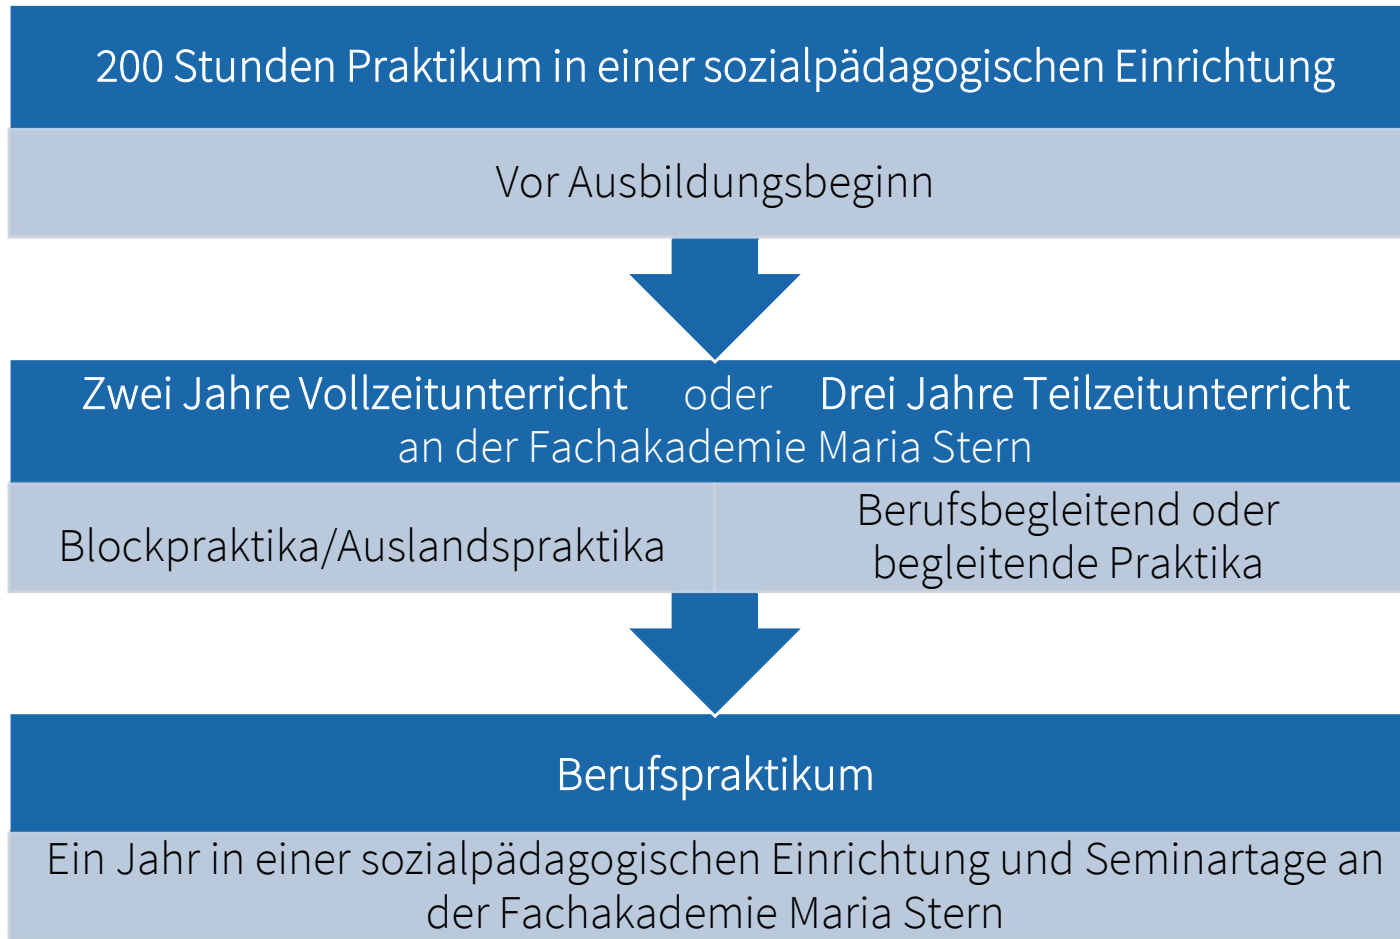 200 Stunden Praktikum in einer sozialpädagogischen Einrichtung
Vor Ausbildungsbeginn
Zwei Jahre Vollzeitunterricht oder Drei Jahre Teilzeitunterricht
an der Fachakademie Maria Stern
Blockpraktika/Auslandspraktika
Berufsbegleitend oder
begleitende Praktika
Berufspraktikum
Ein Jahr in einer sozialpädagogischen Einrichtung und Seminartage an
der Fachakademie Maria Stern